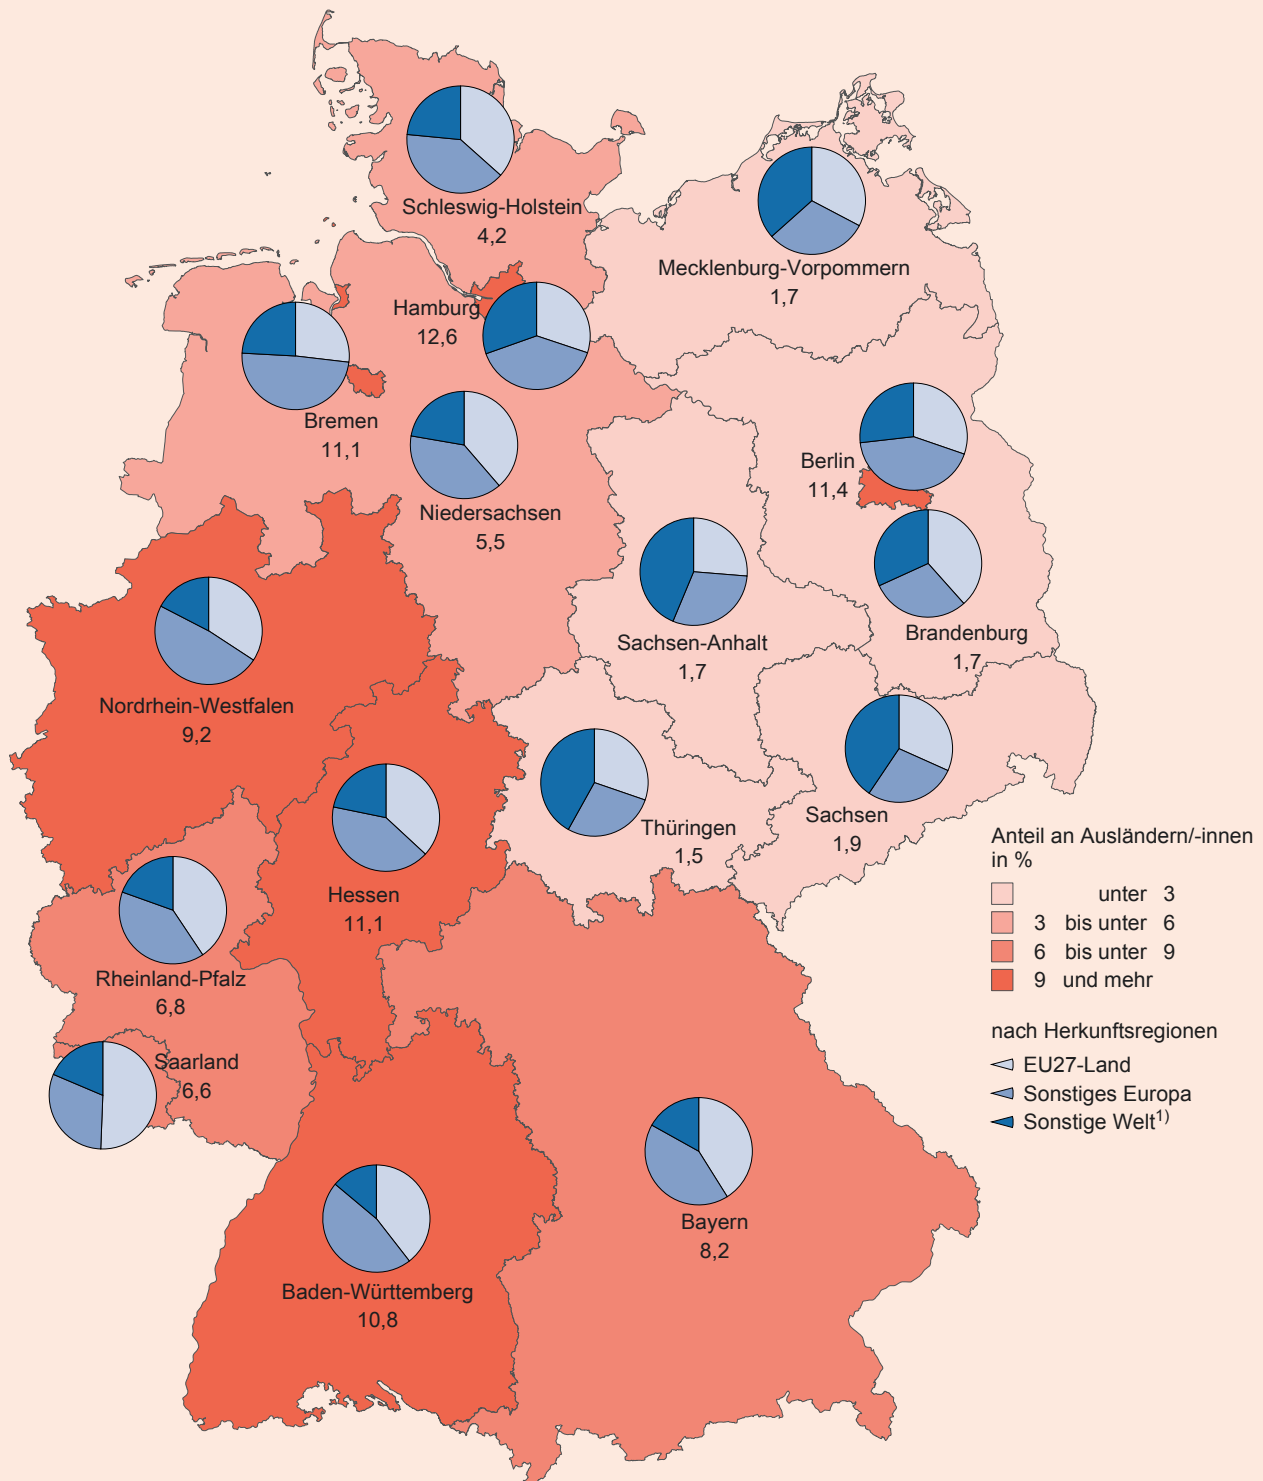 Schleswig-Holstein
4,2
Mecklenburg-Vorpommern
1,7
Hamburg
12,6
Bremen
11,1
Niedersachsen
5,5
Berlin
11,4
Brandenburg
1,7
Sachsen-Anhalt
1,7
Nordrhein-Westfalen
9,2
Hessen
11,1
Thüringen
1,5
Sachsen
1,9
Rheinland-Pfalz
6,8
Saarland
6,6
Baden-Württemberg
10,8
Bayern
8,2
Anteil an Ausländern/-innen
in %
unter 3
3 bis unter 6
6 bis unter 9
9 und mehr
nach Herkunftsregionen
EU27-Land
Sonstiges Europa
Sonstige Welt1)